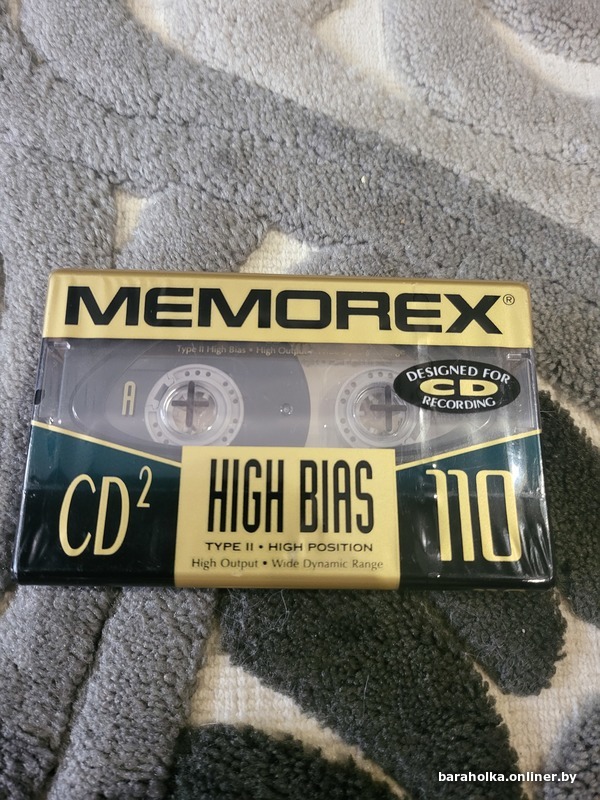 MEMOREX®
Type II High Bias • High Output
DESIGNED FOR
CD
RECORDING
A
CD²
HIGH BIAS
110
TYPE II • HIGH POSITION
High Output • Wide Dynamic Range
baraholka.onliner.by